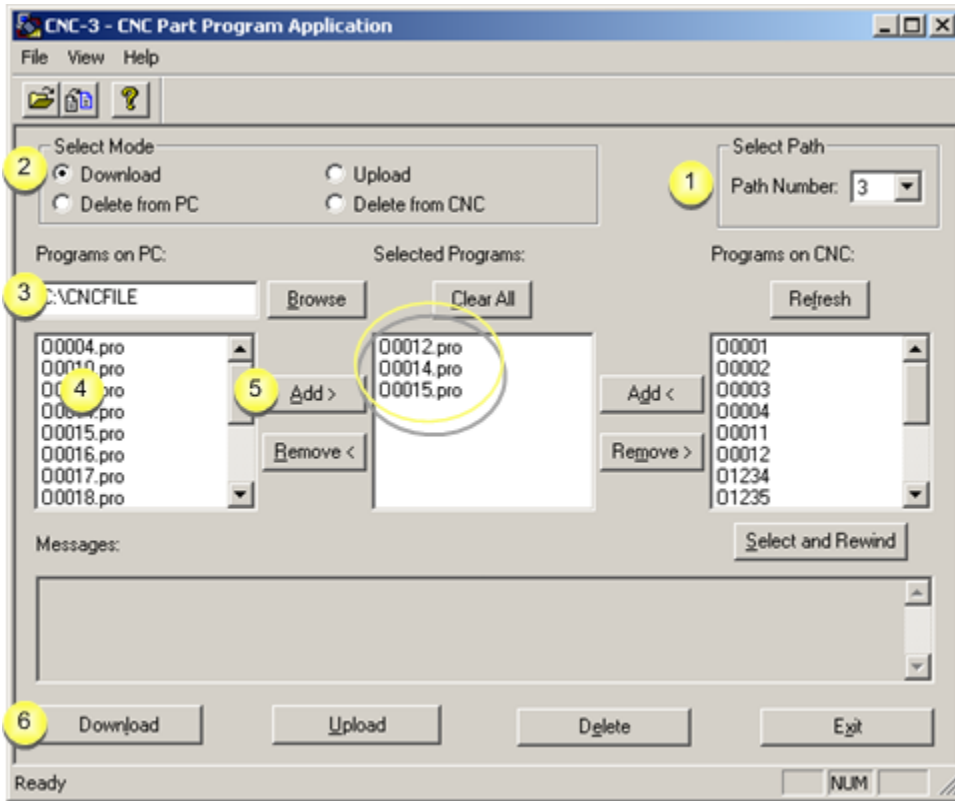 CNC-3 - CNC Part Program Application
File View Help
Select Mode
Select Path
2
Download
Upload
1
Path Number: 3
Delete from PC
Delete from CNC
Programs on PC:
Selected Programs:
Programs on CNC:
3
:\CNCFILE
Browse
Clear All
Refresh
O0004.pro
O0010.pro
4
O0015.pro
O0016.pro
O0017.pro
O0018.pro
5
Add >
Remove <
O0012.pro
O0014.pro
O0015.pro
Add <
Remove >
O0001
O0002
O0003
O0004
O0011
O0012
O1234
O1235
Messages:
Select and Rewind
6
Download
Upload
Delete
Exit
Ready
NUM